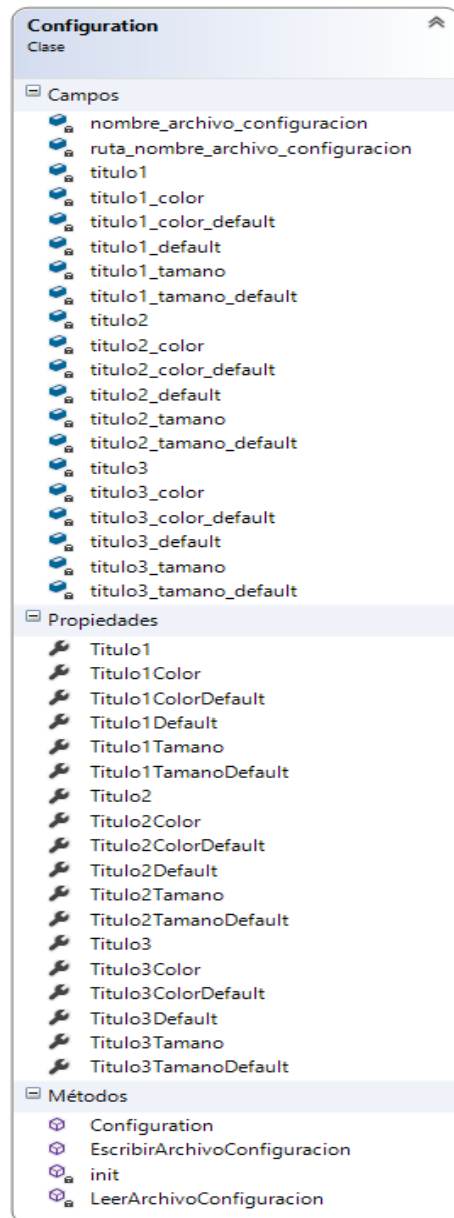 Configuration
Clase
Campos
nombre_archivo_configuracion
ruta_nombre_archivo_configuracion
titulo1
titulo1_color
titulo1_color_default
titulo1_default
titulo1_tamano
titulo1_tamano_default
titulo2
titulo2_color
titulo2_color_default
titulo2_default
titulo2_tamano
titulo2_tamano_default
titulo3
titulo3_color
titulo3_color_default
titulo3_default
titulo3_tamano
titulo3_tamano_default
Propiedades
Titulo1
Titulo1Color
Titulo1ColorDefault
Titulo1Default
Titulo1Tamano
Titulo1TamanoDefault
Titulo2
Titulo2Color
Titulo2ColorDefault
Titulo2Default
Titulo2Tamano
Titulo2TamanoDefault
Titulo3
Titulo3Color
Titulo3ColorDefault
Titulo3Default
Titulo3Tamano
Titulo3TamanoDefault
Métodos
Configuration
EscribirArchivoConfiguracion
init
LeerArchivoConfiguracion